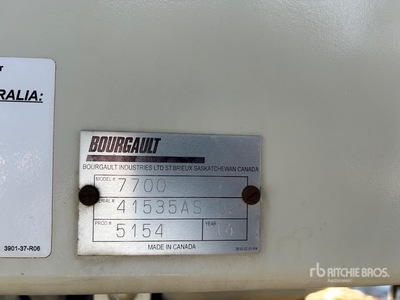 RALIA:
3901-37-R06
BOURGAULT
BOURGAULT INDUSTRIES LTD ST.BRIEUX SASKATCHEWAN CANADA
MODEL # 7700
SERIAL # 41535AS
PROD # 5154 YEAR
MADE IN CANADA
rb RITCHIE BROS.